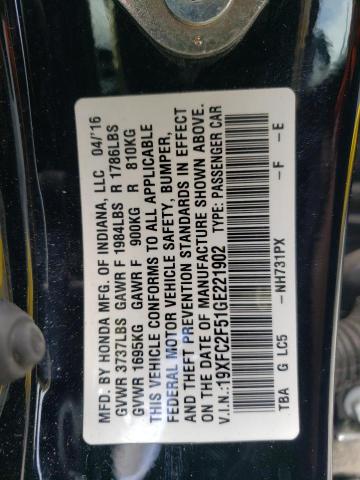 MFD. BY HONDA MFG. OF INDIANA, LLC 04/'16
GVWR 3737LBS GAWR F 1984LBS R 1786LBS
GVWR 1695KG GAWR F 900KG R 810KG
THIS VEHICLE CONFORMS TO ALL APPLICABLE
FEDERAL MOTOR VEHICLE SAFETY, BUMPER,
AND THEFT PREVENTION STANDARDS IN EFFECT
ON THE DATE OF MANUFACTURE SHOWN ABOVE.
V.I.N.:19XFC2F51GE221902 TYPE: PASSENGER CAR
TBA G LC5 -NH731PX -F -E